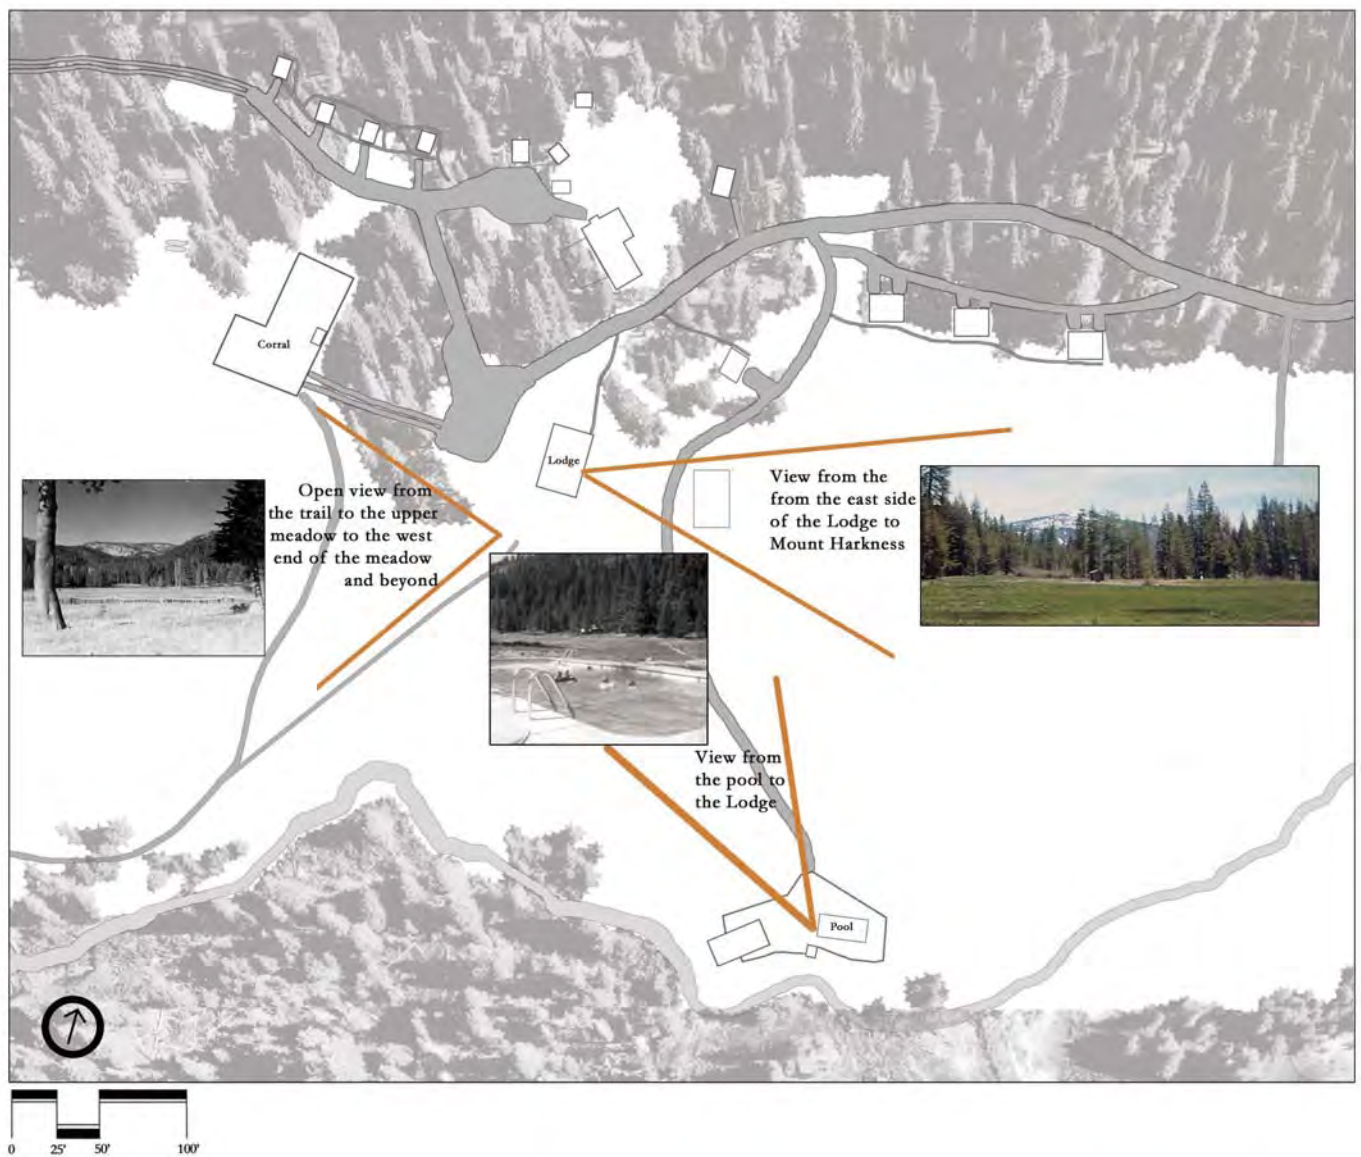 Corral
Lodge
Open view from
the trail to the upper
meadow to the west
end of the meadow
and beyond
View from the
from the east side
of the Lodge to
Mount Harkness
View from
the pool to
the Lodge
Pool
0 25' 50' 100'